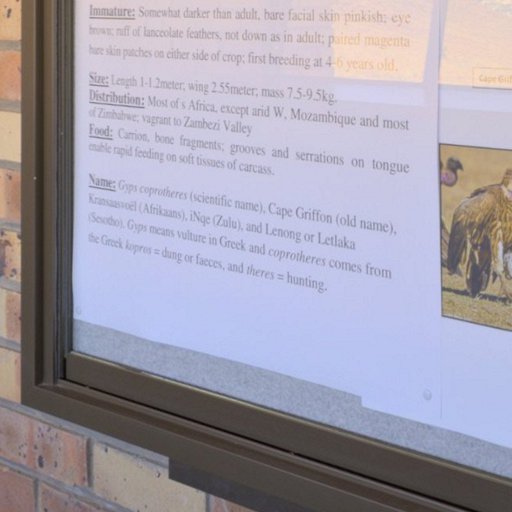 Immature: Somewhat darker than adult, bare facial skin pinkish; eye
brown; ruff of lanceolate feathers, not down as in adult; paired magenta
bare skin patches on either side of crop; first breeding at 4-6 years old.
Size: Length 1-1.2meter; wing 2.55meter; mass 7.5-9.5kg.
Distribution: Most of s Africa, except arid W, Mozambique and most
of Zimbabwe; vagrant to Zambezi Valley
Food: Carrion, bone fragments; grooves and serrations on tongue
enable rapid feeding on soft tissues of carcass.
Name: Gyps coprotheres (scientific name), Cape Griffon (old name),
Kransaasvoël (Afrikaans), iNqe (Zulu), and Lenong or Letlaka
(Sesotho). Gyps means vulture in Greek and coprotheres comes from
the Greek kopros = dung or faeces, and theres = hunting.
Cape Grif